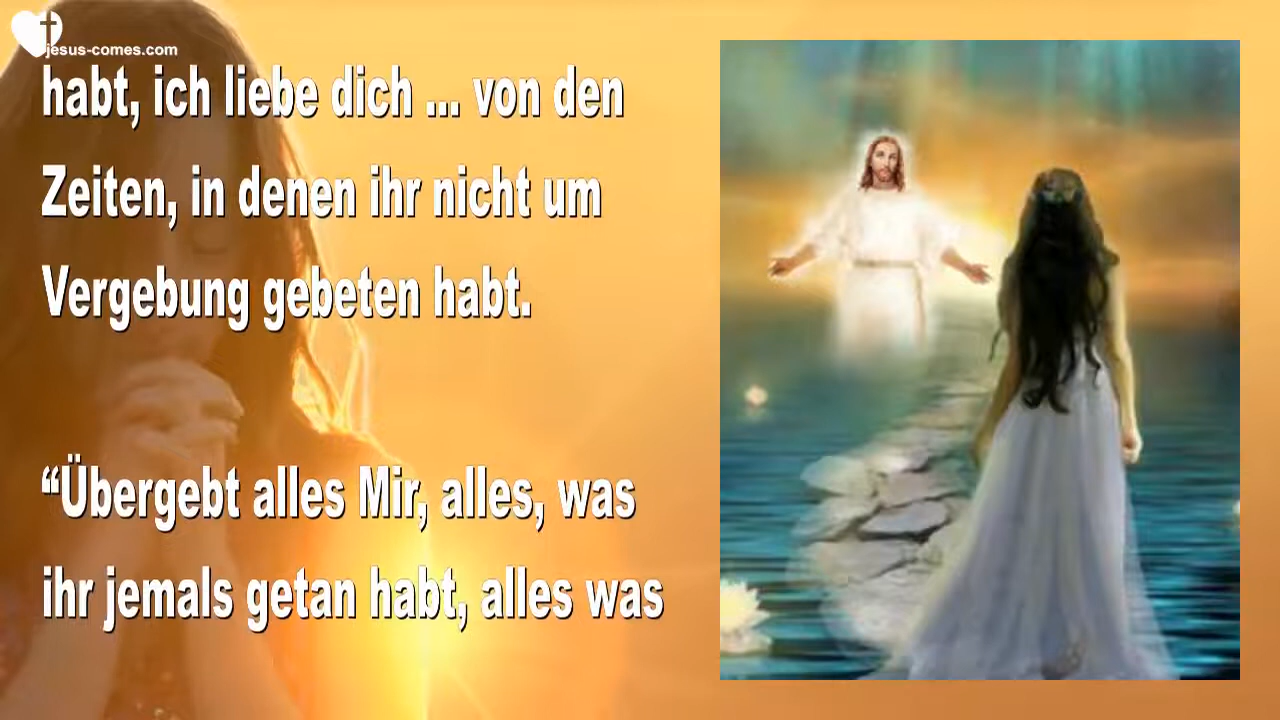 jesus-comes.com
habt, ich liebe dich ... von den
Zeiten, in denen ihr nicht um
Vergebung gebeten habt.
“Übergebt alles Mir, alles, was
ihr jemals getan habt, alles was